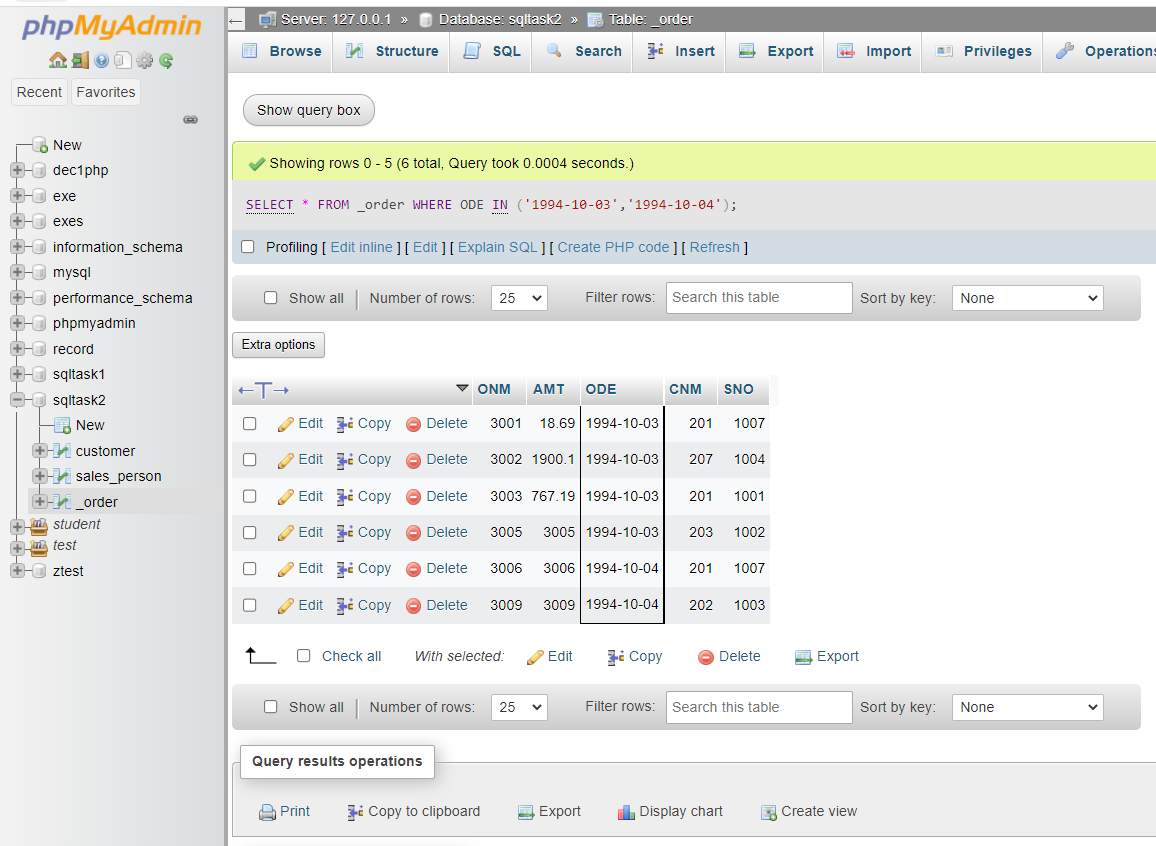 phpMyAdmin
Recent Favorites
New
dec1php
exe
exes
information_schema
mysql
performance_schema
phpmyadmin
record
sqltask1
sqltask2
New
customer
sales_person
_order
student
test
ztest
Server: 127.0.0.1 » Database: sqltask2 » Table: _order
Browse Structure SQL Search Insert Export Import Privileges Operations
Show query box
Showing rows 0 - 5 (6 total, Query took 0.0004 seconds.)
SELECT * FROM _order WHERE ODE IN ('1994-10-03','1994-10-04');
Profiling [ Edit inline ] [ Edit ] [ Explain SQL ] [ Create PHP code ] [ Refresh ]
Show all | Number of rows: 25 Filter rows: Search this table Sort by key: None
Extra options
←T→ ONM AMT ODE CNM SNO
Edit Copy Delete 3001 18.69 1994-10-03 201 1007
Edit Copy Delete 3002 1900.1 1994-10-03 207 1004
Edit Copy Delete 3003 767.19 1994-10-03 201 1001
Edit Copy Delete 3005 3005 1994-10-03 203 1002
Edit Copy Delete 3006 3006 1994-10-04 201 1007
Edit Copy Delete 3009 3009 1994-10-04 202 1003
Check all With selected: Edit Copy Delete Export
Show all | Number of rows: 25 Filter rows: Search this table Sort by key: None
Query results operations
Print Copy to clipboard Export Display chart Create view